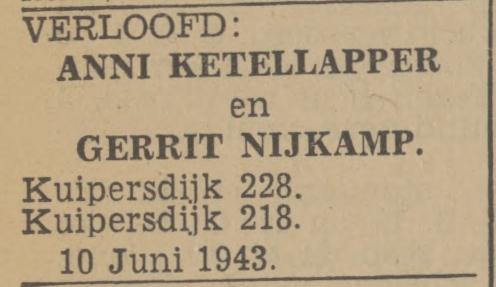 VERLOOFD:
ANNI KETELLAPPER
en
GERRIT NIJKAMP.
Kuipersdijk 228.
Kuipersdijk 218.
10 Juni 1943.